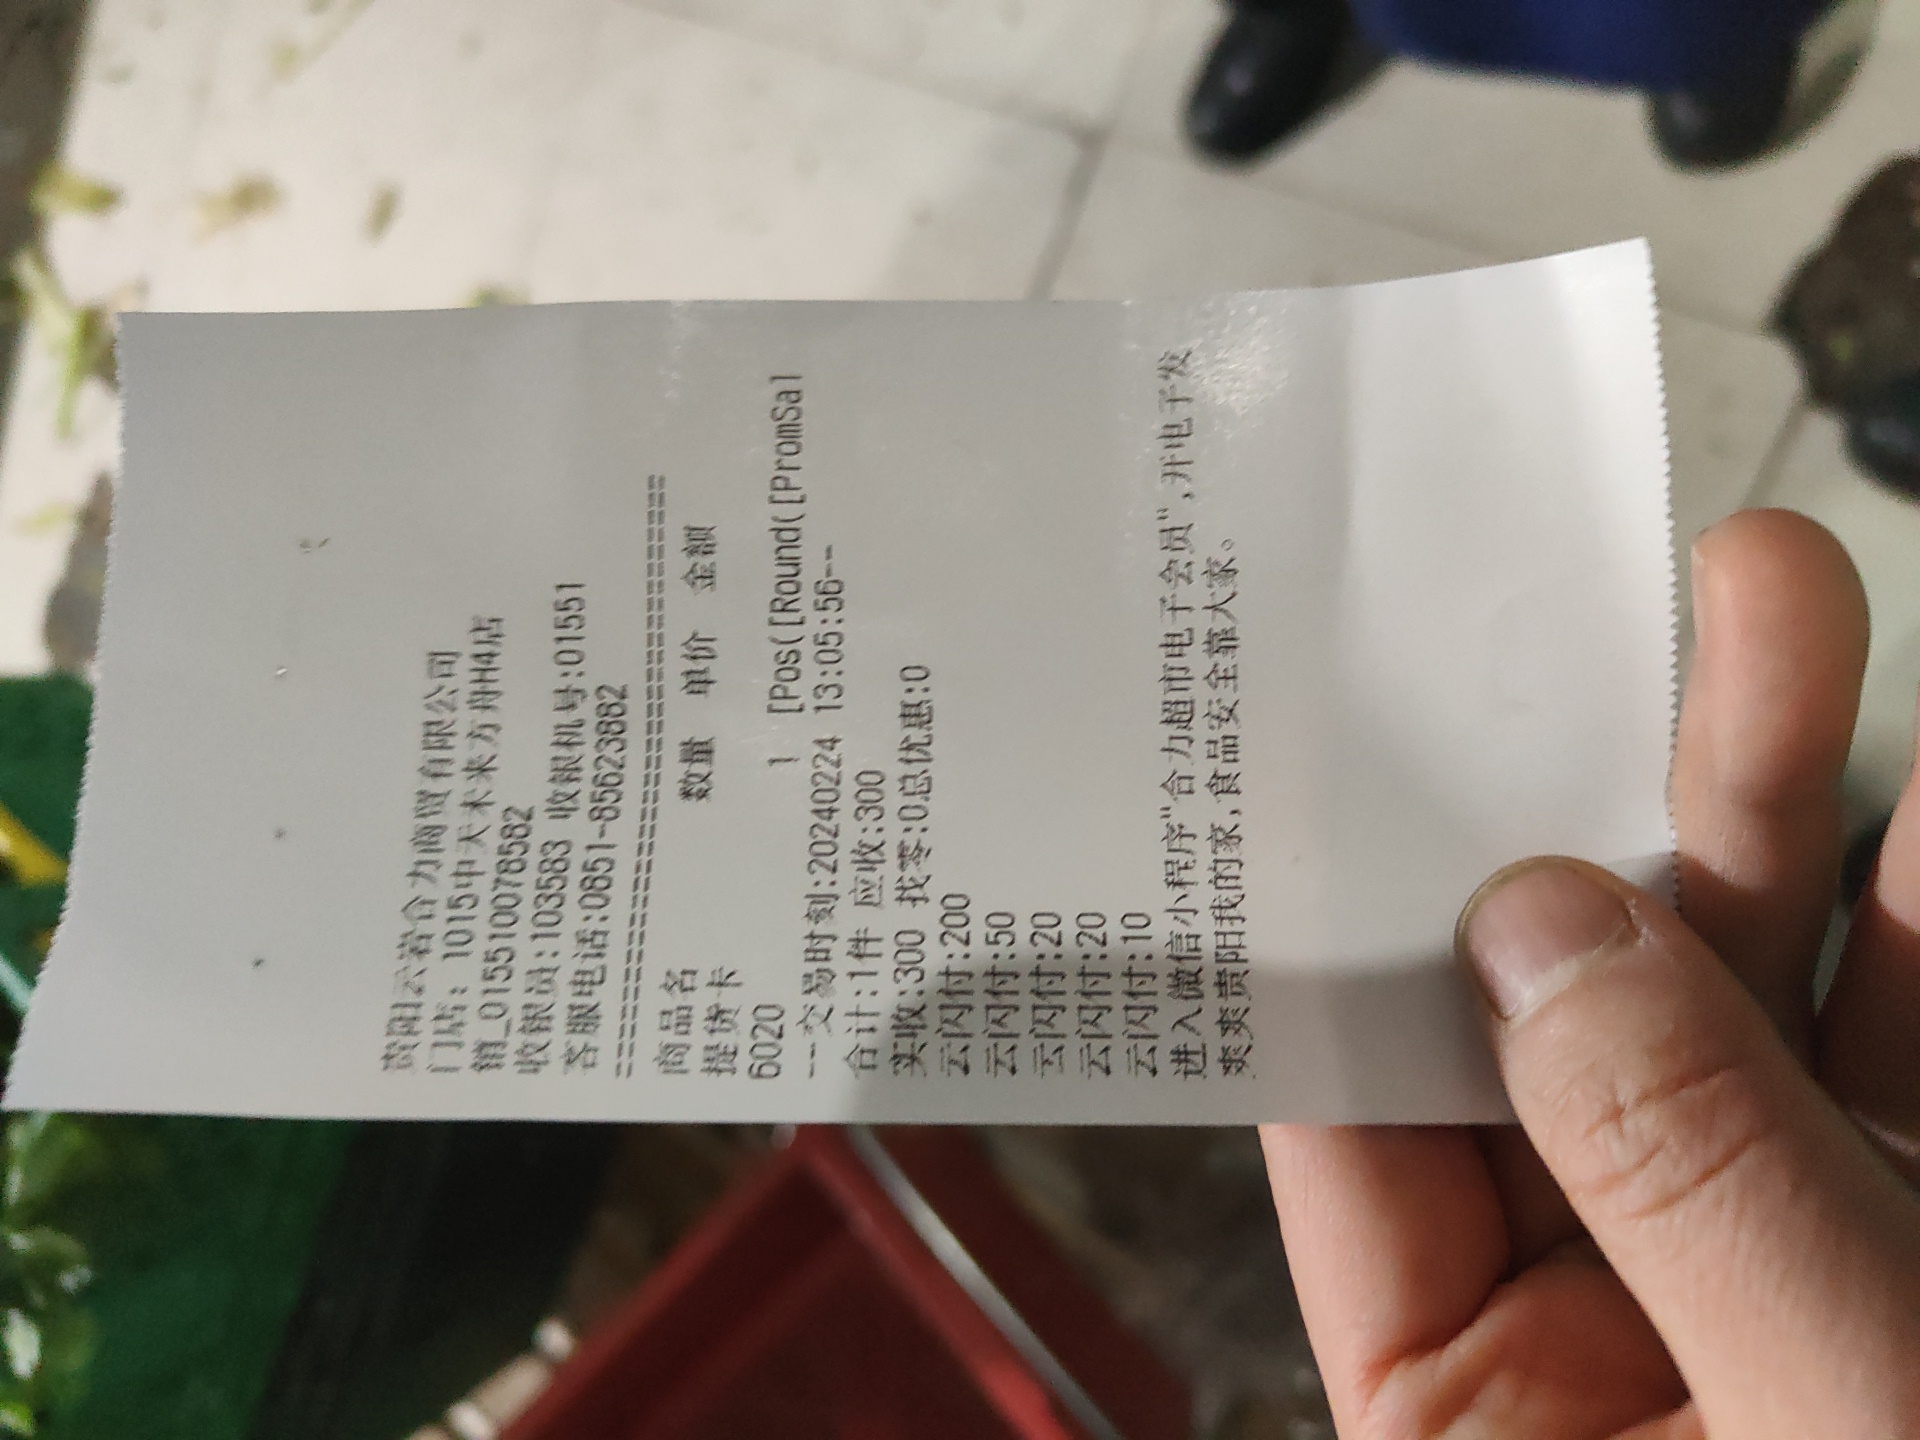 贵阳云岩合力商贸有限公司
门店: 1015中天未来方舟H4店
销_015510078582
收银员:103583 收银机号:01551
客服电话:0851-85623882
==========================================
商品名 数量 单价 金额
提货卡
6020 1 [Pos([Round([PromSal
--交易时刻:20240224 13:05:56--
合计:1件 应收:300
实收:300 找零:0总优惠:0
云闪付:200
云闪付:50
云闪付:20
云闪付:20
云闪付:10
进入微信小程序"合力超市电子会员",开电子发
爽爽贵阳我的家,食品安全靠大家。